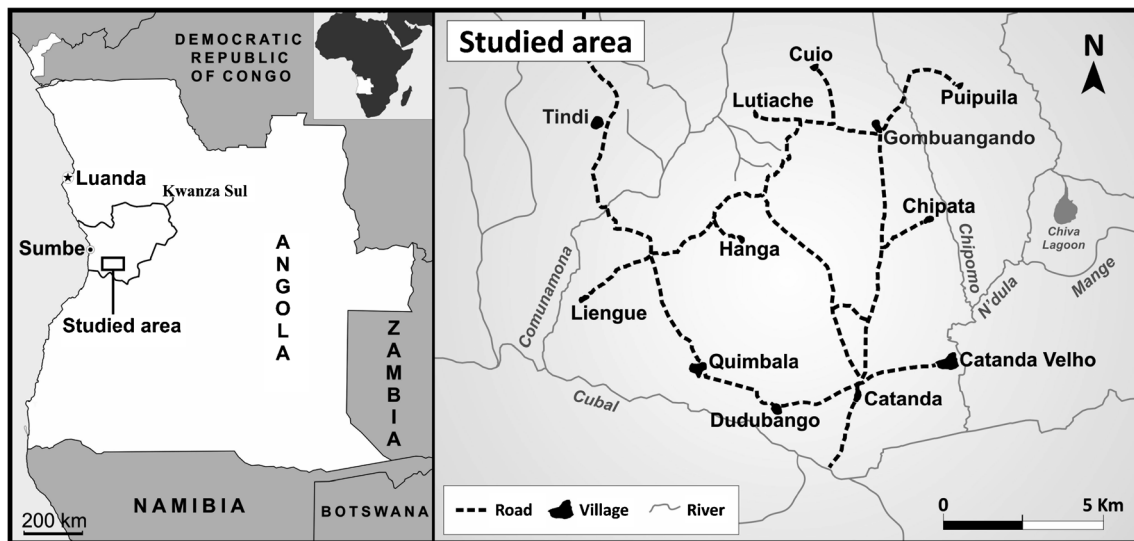 DEMOCRATIC
REPUBLIC
OF CONGO
Luanda
Kwanza Sul
Sumbe
Studied area
ANGOLA
ZAMBIA
NAMIBIA
BOTSWANA
200 km
Studied area
N
Cuio
Lutiache
Puipuila
Tindi
Gombuangando
Chipata
Hanga
Chiva
Lagoon
Chipomo
Comunamona
Liengue
N'dula
Mange
Quimbala
Catanda Velho
Cubal
Dudubango
Catanda
Road
Village
River
0 5 Km